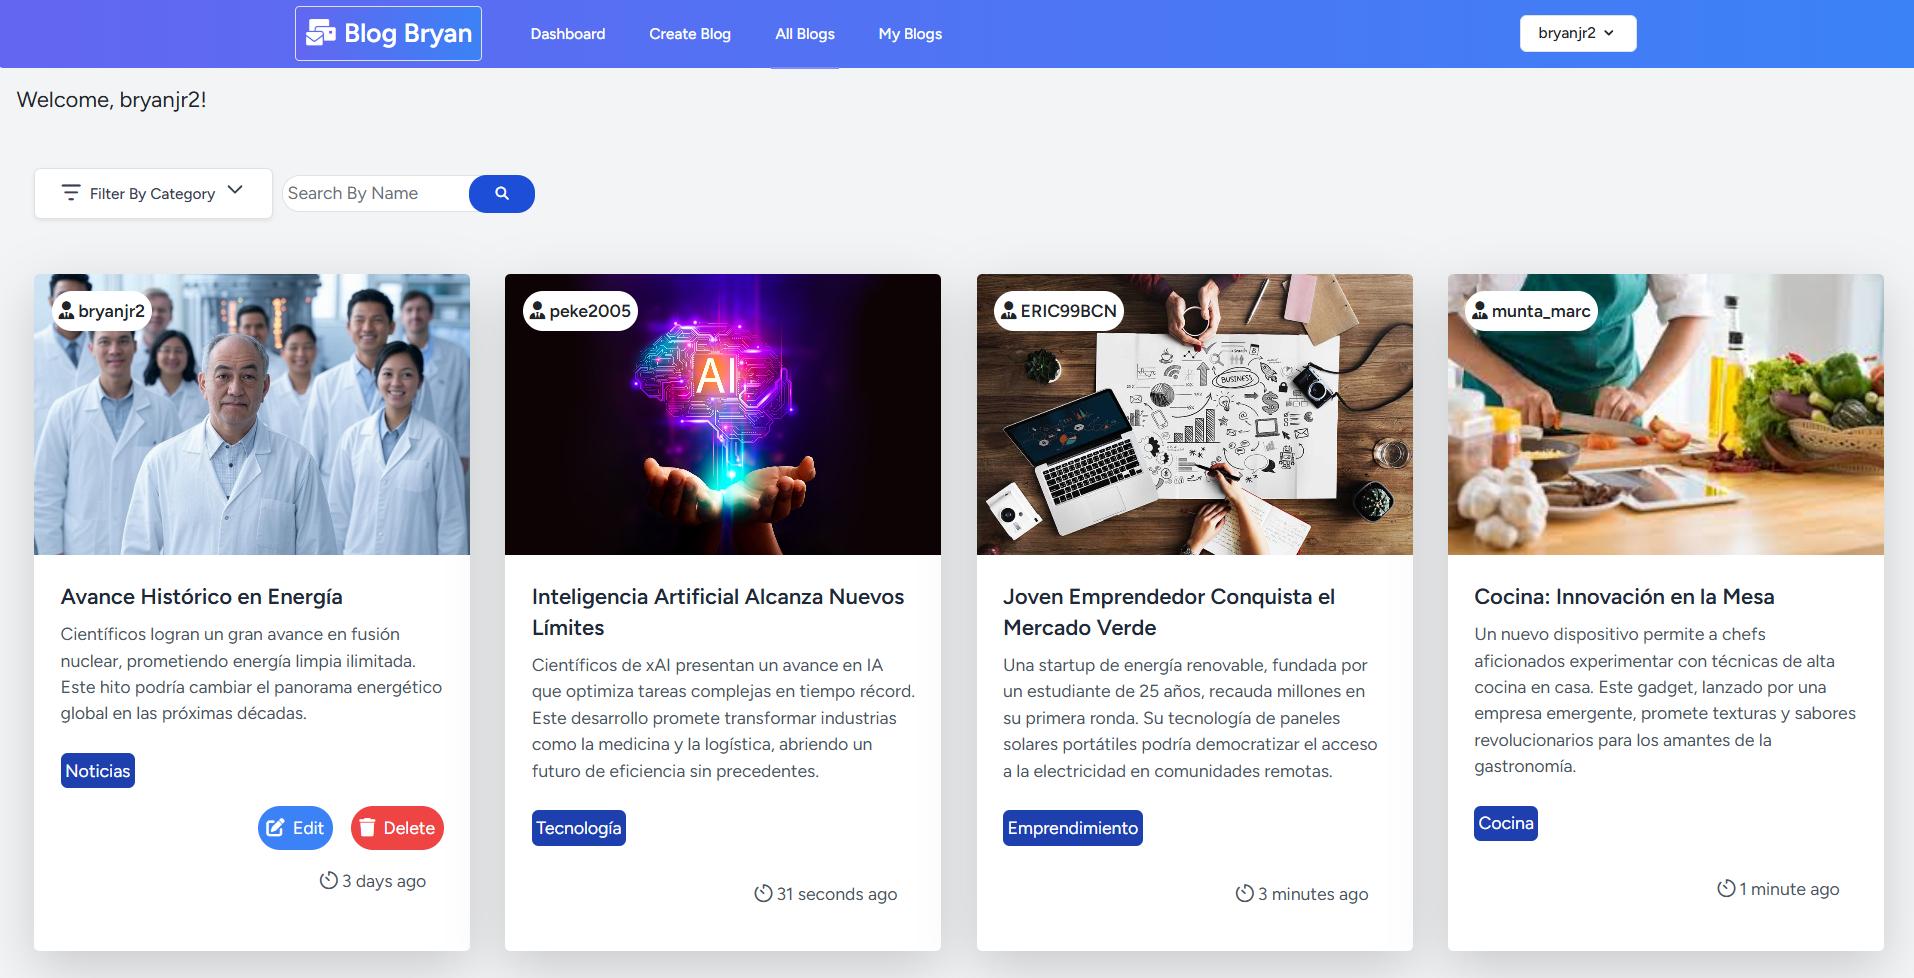 Blog Bryan
Dashboard
Create Blog
All Blogs
My Blogs
bryanjr2
Welcome, bryanjr2!
Filter By Category
Search By Name
bryanjr2
Avance Histórico en Energía
Científicos logran un gran avance en fusión
nuclear, prometiendo energía limpia ilimitada.
Este hito podría cambiar el panorama energético
global en las próximas décadas.
Noticias
Edit
Delete
3 days ago
peke2005
AI
Inteligencia Artificial Alcanza Nuevos
Límites
Científicos de xAI presentan un avance en IA
que optimiza tareas complejas en tiempo récord.
Este desarrollo promete transformar industrias
como la medicina y la logística, abriendo un
futuro de eficiencia sin precedentes.
Tecnología
31 seconds ago
ERIC99BCN
BUSINESS
Joven Emprendedor Conquista el
Mercado Verde
Una startup de energía renovable, fundada por
un estudiante de 25 años, recauda millones en
su primera ronda. Su tecnología de paneles
solares portátiles podría democratizar el acceso
a la electricidad en comunidades remotas.
Emprendimiento
3 minutes ago
munta_marc
Cocina: Innovación en la Mesa
Un nuevo dispositivo permite a chefs
aficionados experimentar con técnicas de alta
cocina en casa. Este gadget, lanzado por una
empresa emergente, promete texturas y sabores
revolucionarios para los amantes de la
gastronomía.
Cocina
1 minute ago